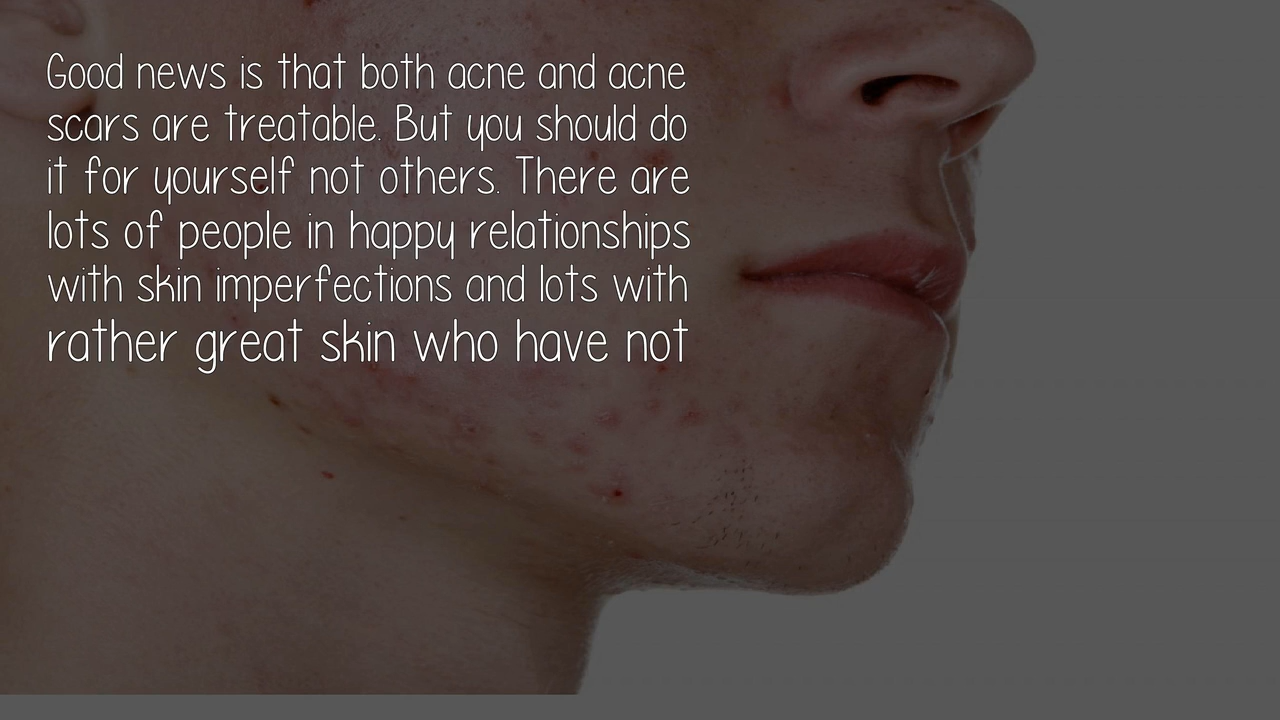 Good news is that both acne and acne
scars are treatable. But you should do
it for yourself not others. There are
lots of people in happy relationships
with skin imperfections and lots with
rather great skin who have not